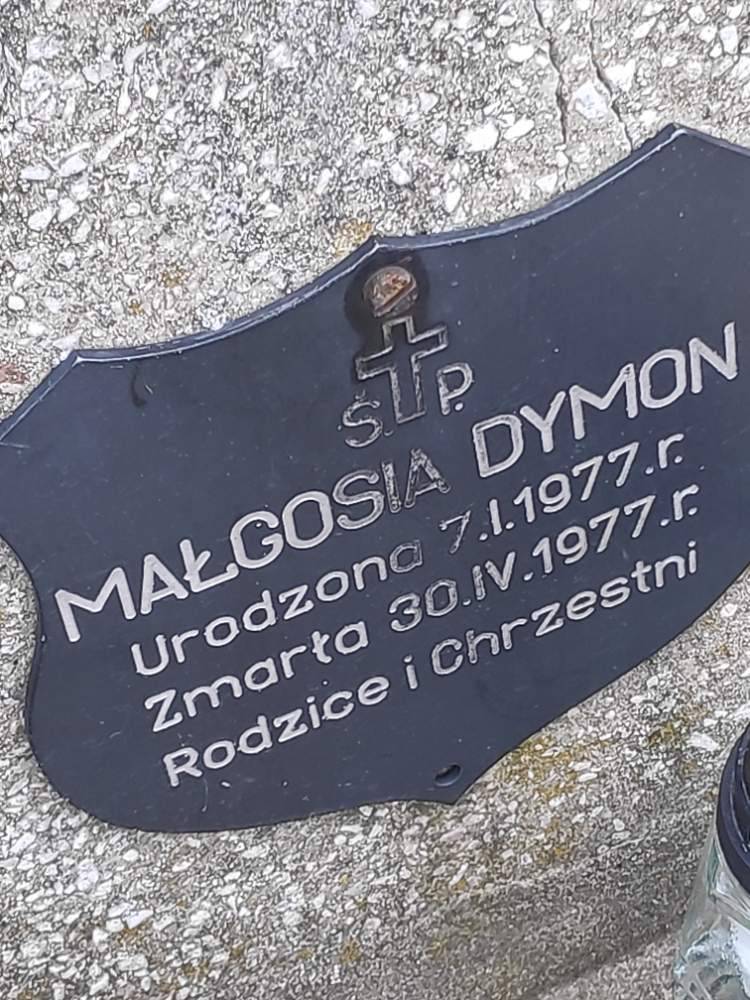 Ś. P.
MAŁGOSIA DYMON
Urodzona 7.I.1977.r.
Zmarła 30.IV.1977.r.
Rodzice i Chrzestni